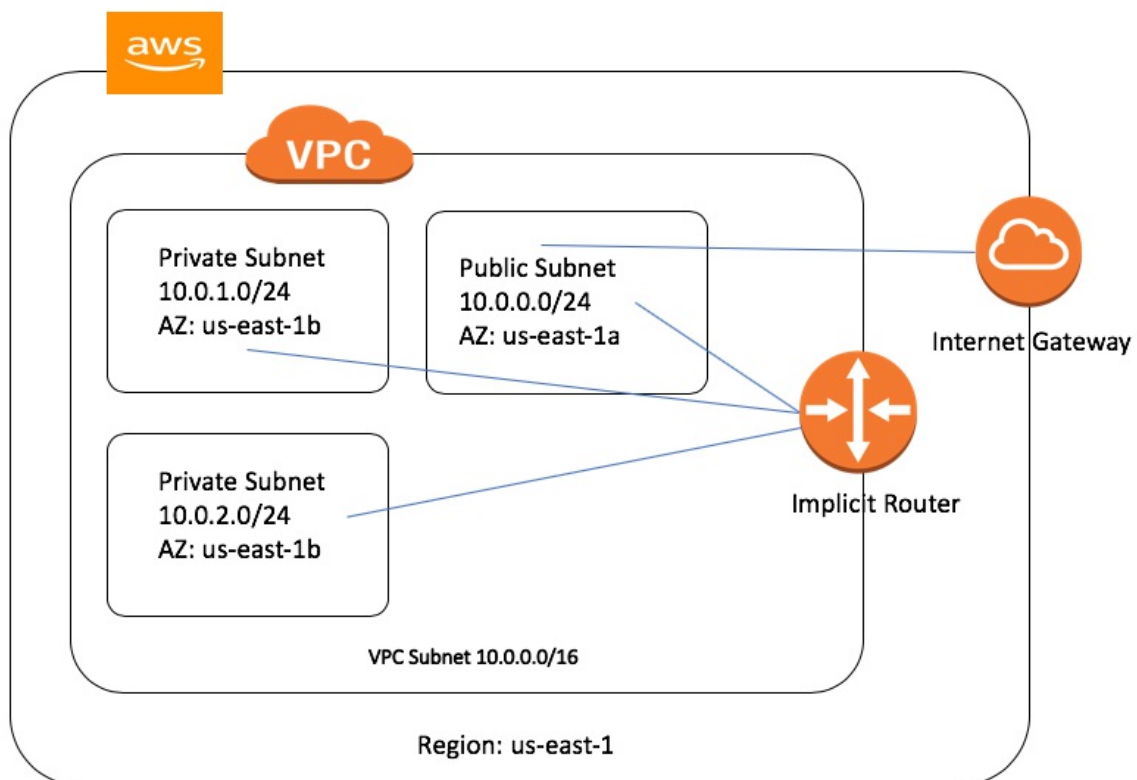 aws
VPC
Private Subnet
10.0.1.0/24
AZ: us-east-1b
Public Subnet
10.0.0.0/24
AZ: us-east-1a
Internet Gateway
Private Subnet
10.0.2.0/24
AZ: us-east-1b
Implicit Router
VPC Subnet 10.0.0.0/16
Region: us-east-1